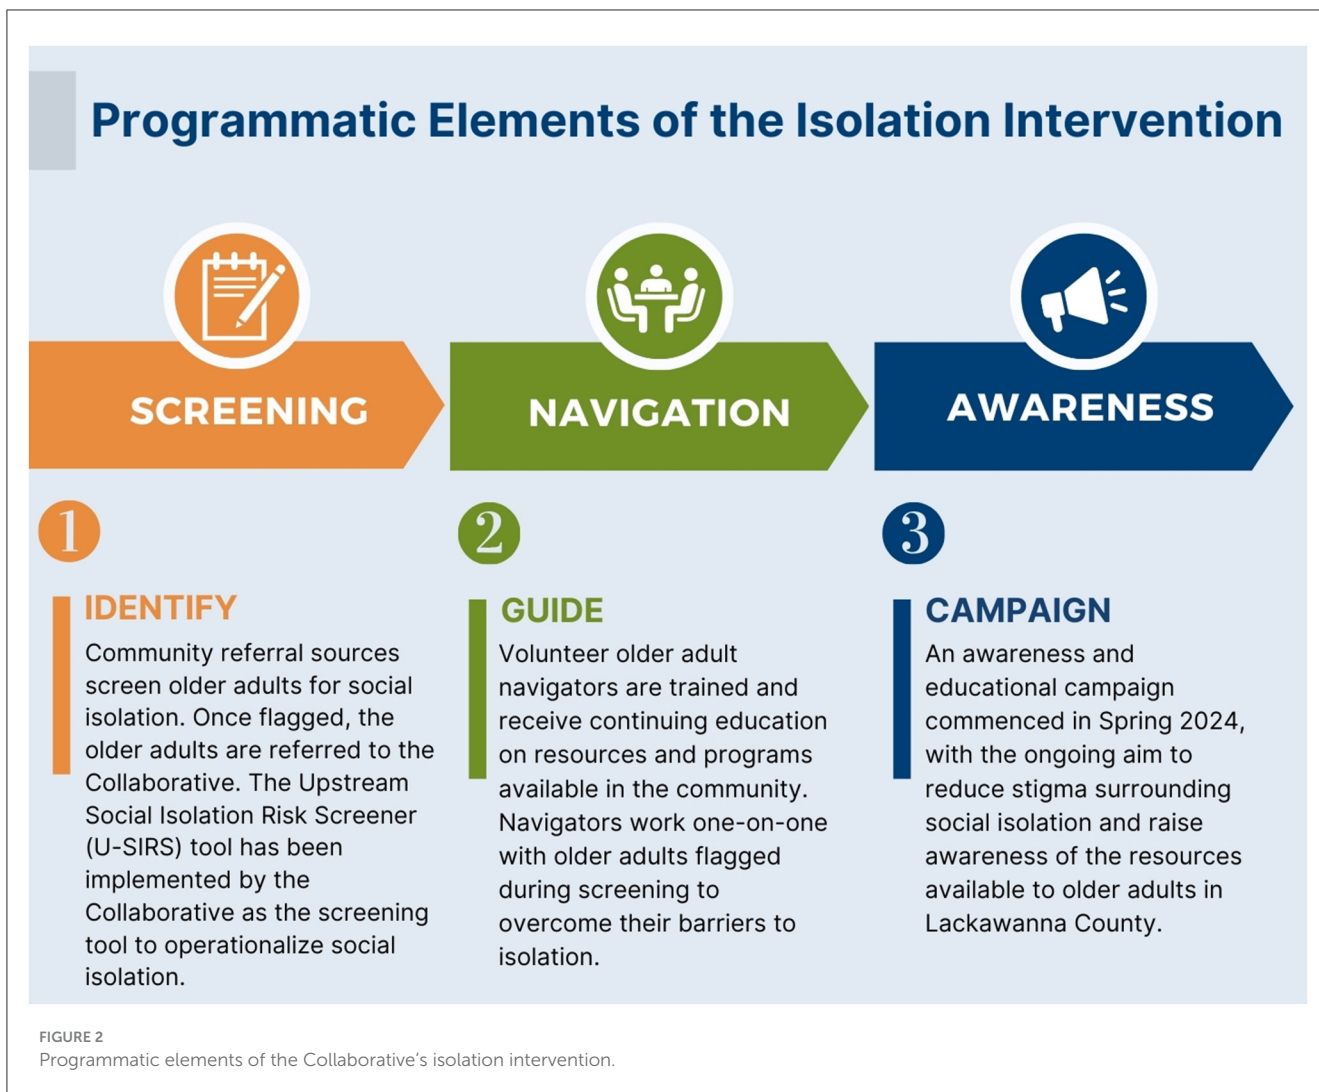 Programmatic Elements of the Isolation Intervention
SCREENING
NAVIGATION
AWARENESS
1
IDENTIFY
Community referral sources
screen older adults for social
isolation. Once flagged, the
older adults are referred to the
Collaborative. The Upstream
Social Isolation Risk Screener
(U-SIRS) tool has been
implemented by the
Collaborative as the screening
tool to operationalize social
isolation.
2
GUIDE
Volunteer older adult
navigators are trained and
receive continuing education
on resources and programs
available in the community.
Navigators work one-on-one
with older adults flagged
during screening to
overcome their barriers to
isolation.
3
CAMPAIGN
An awareness and
educational campaign
commenced in Spring 2024,
with the ongoing aim to
reduce stigma surrounding
social isolation and raise
awareness of the resources
available to older adults in
Lackawanna County.
FIGURE 2
Programmatic elements of the Collaborative's isolation intervention.